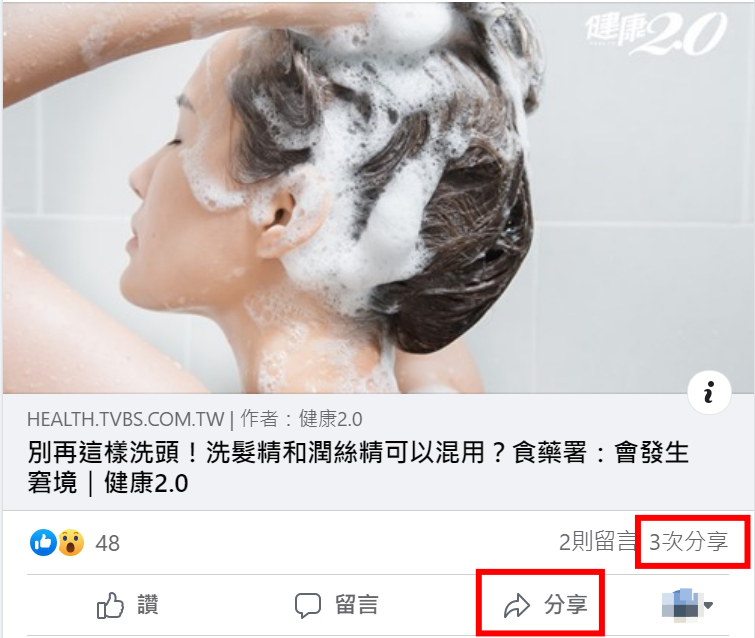 健康2.0
HEALTH.TVBS.COM.TW | 作者：健康2.0
別再這樣洗頭！洗髮精和潤絲精可以混用？食藥署：會發生
窘境｜健康2.0
48
2則留言 3次分享
讚 留言 分享